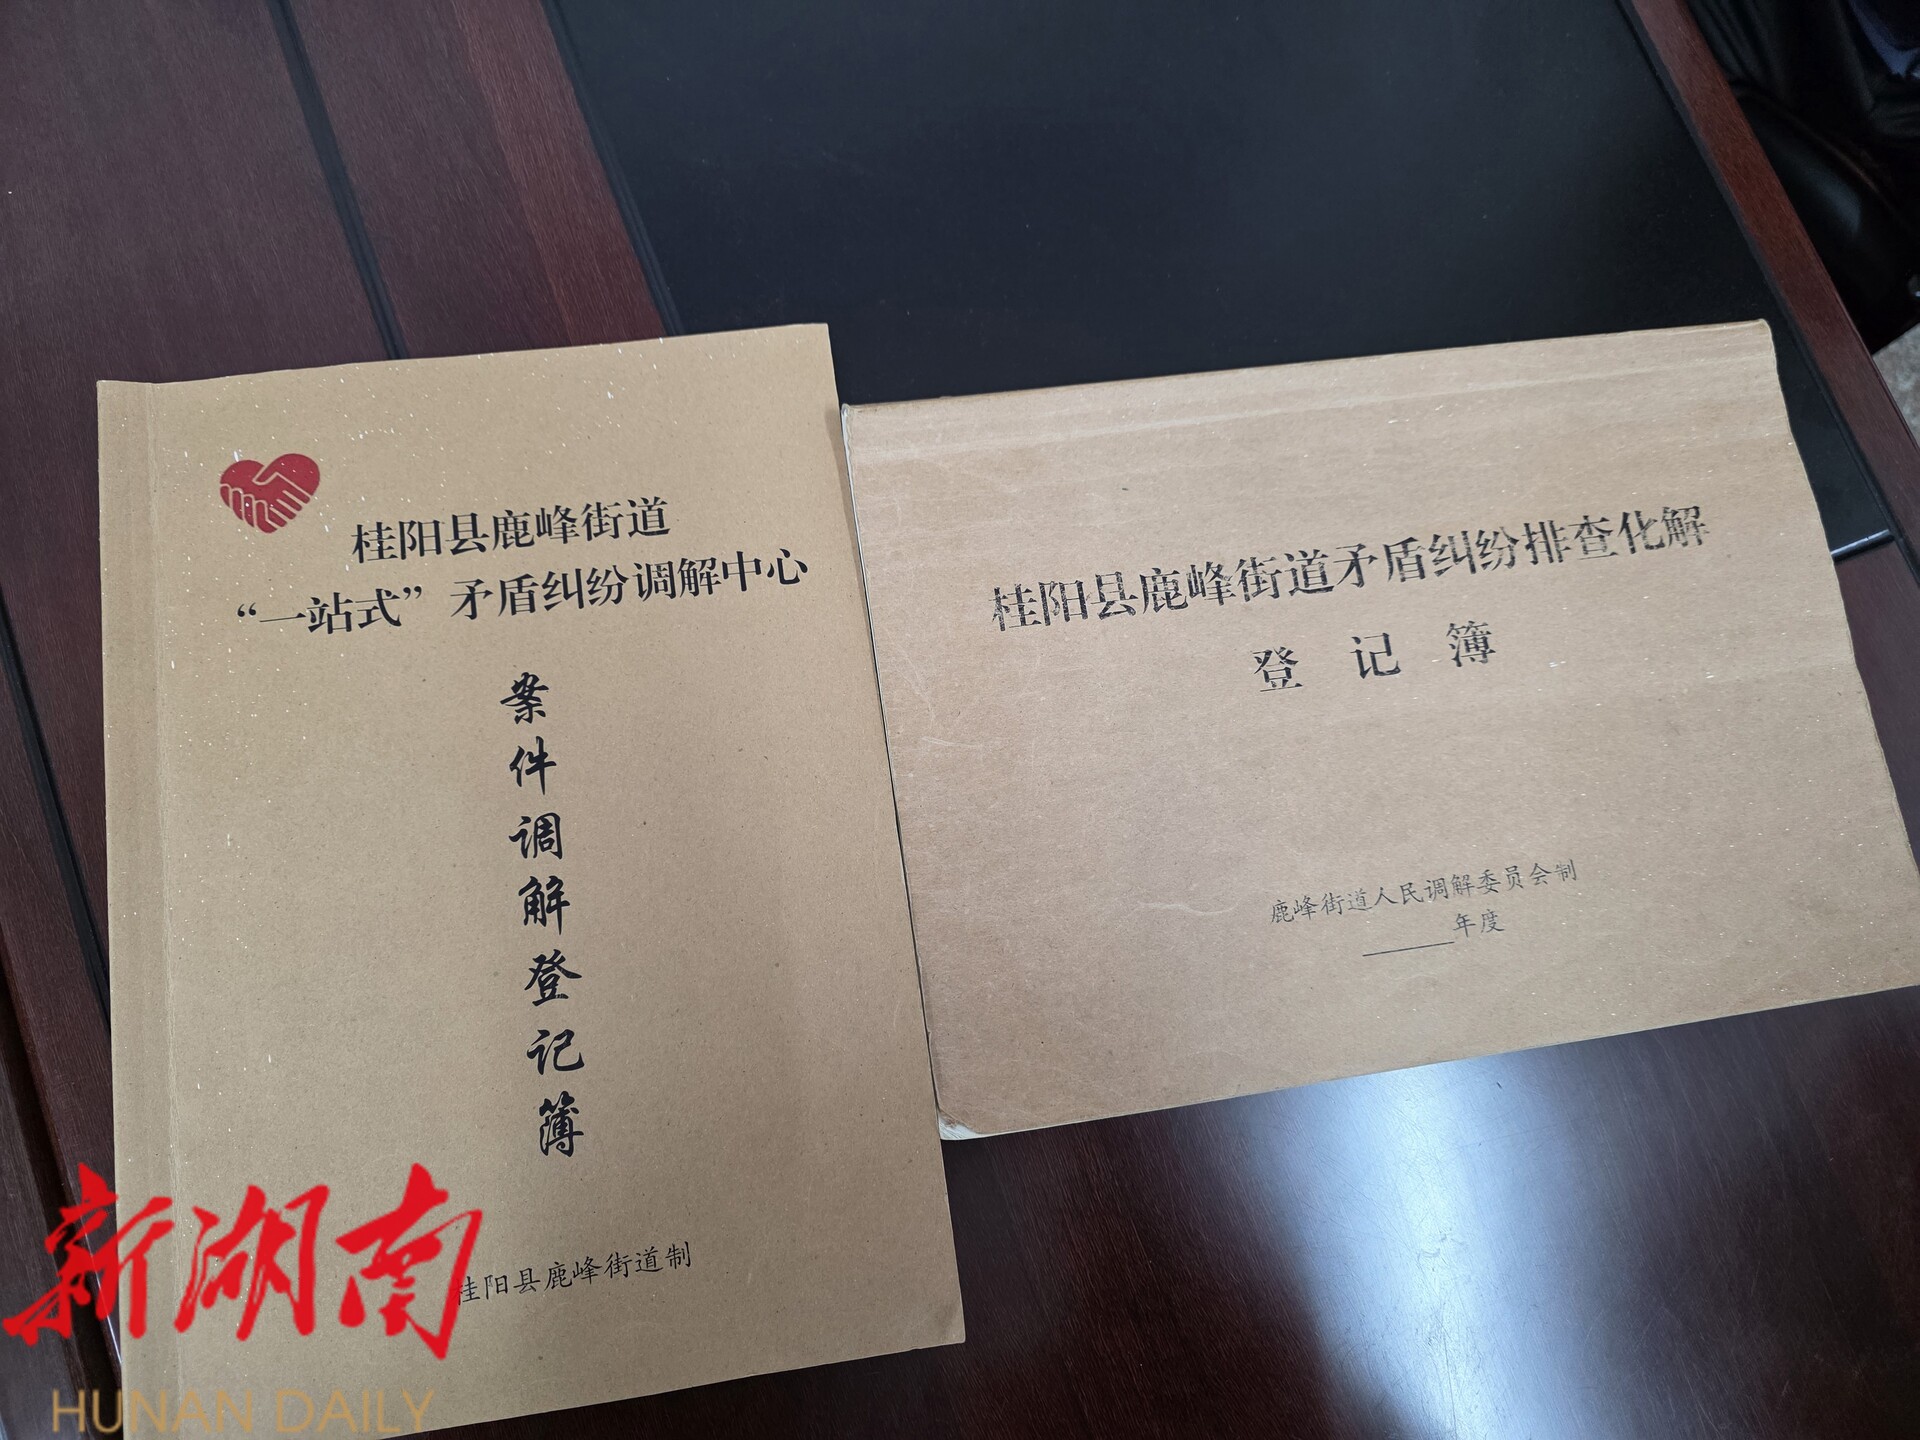 桂阳县鹿峰街道
“一站式”矛盾纠纷调解中心
案件调解登记簿
桂阳县鹿峰街道制
桂阳县鹿峰街道矛盾纠纷排查化解
登记簿
鹿峰街道人民调解委员会制
年度
新湖南
HUNAN DAILY